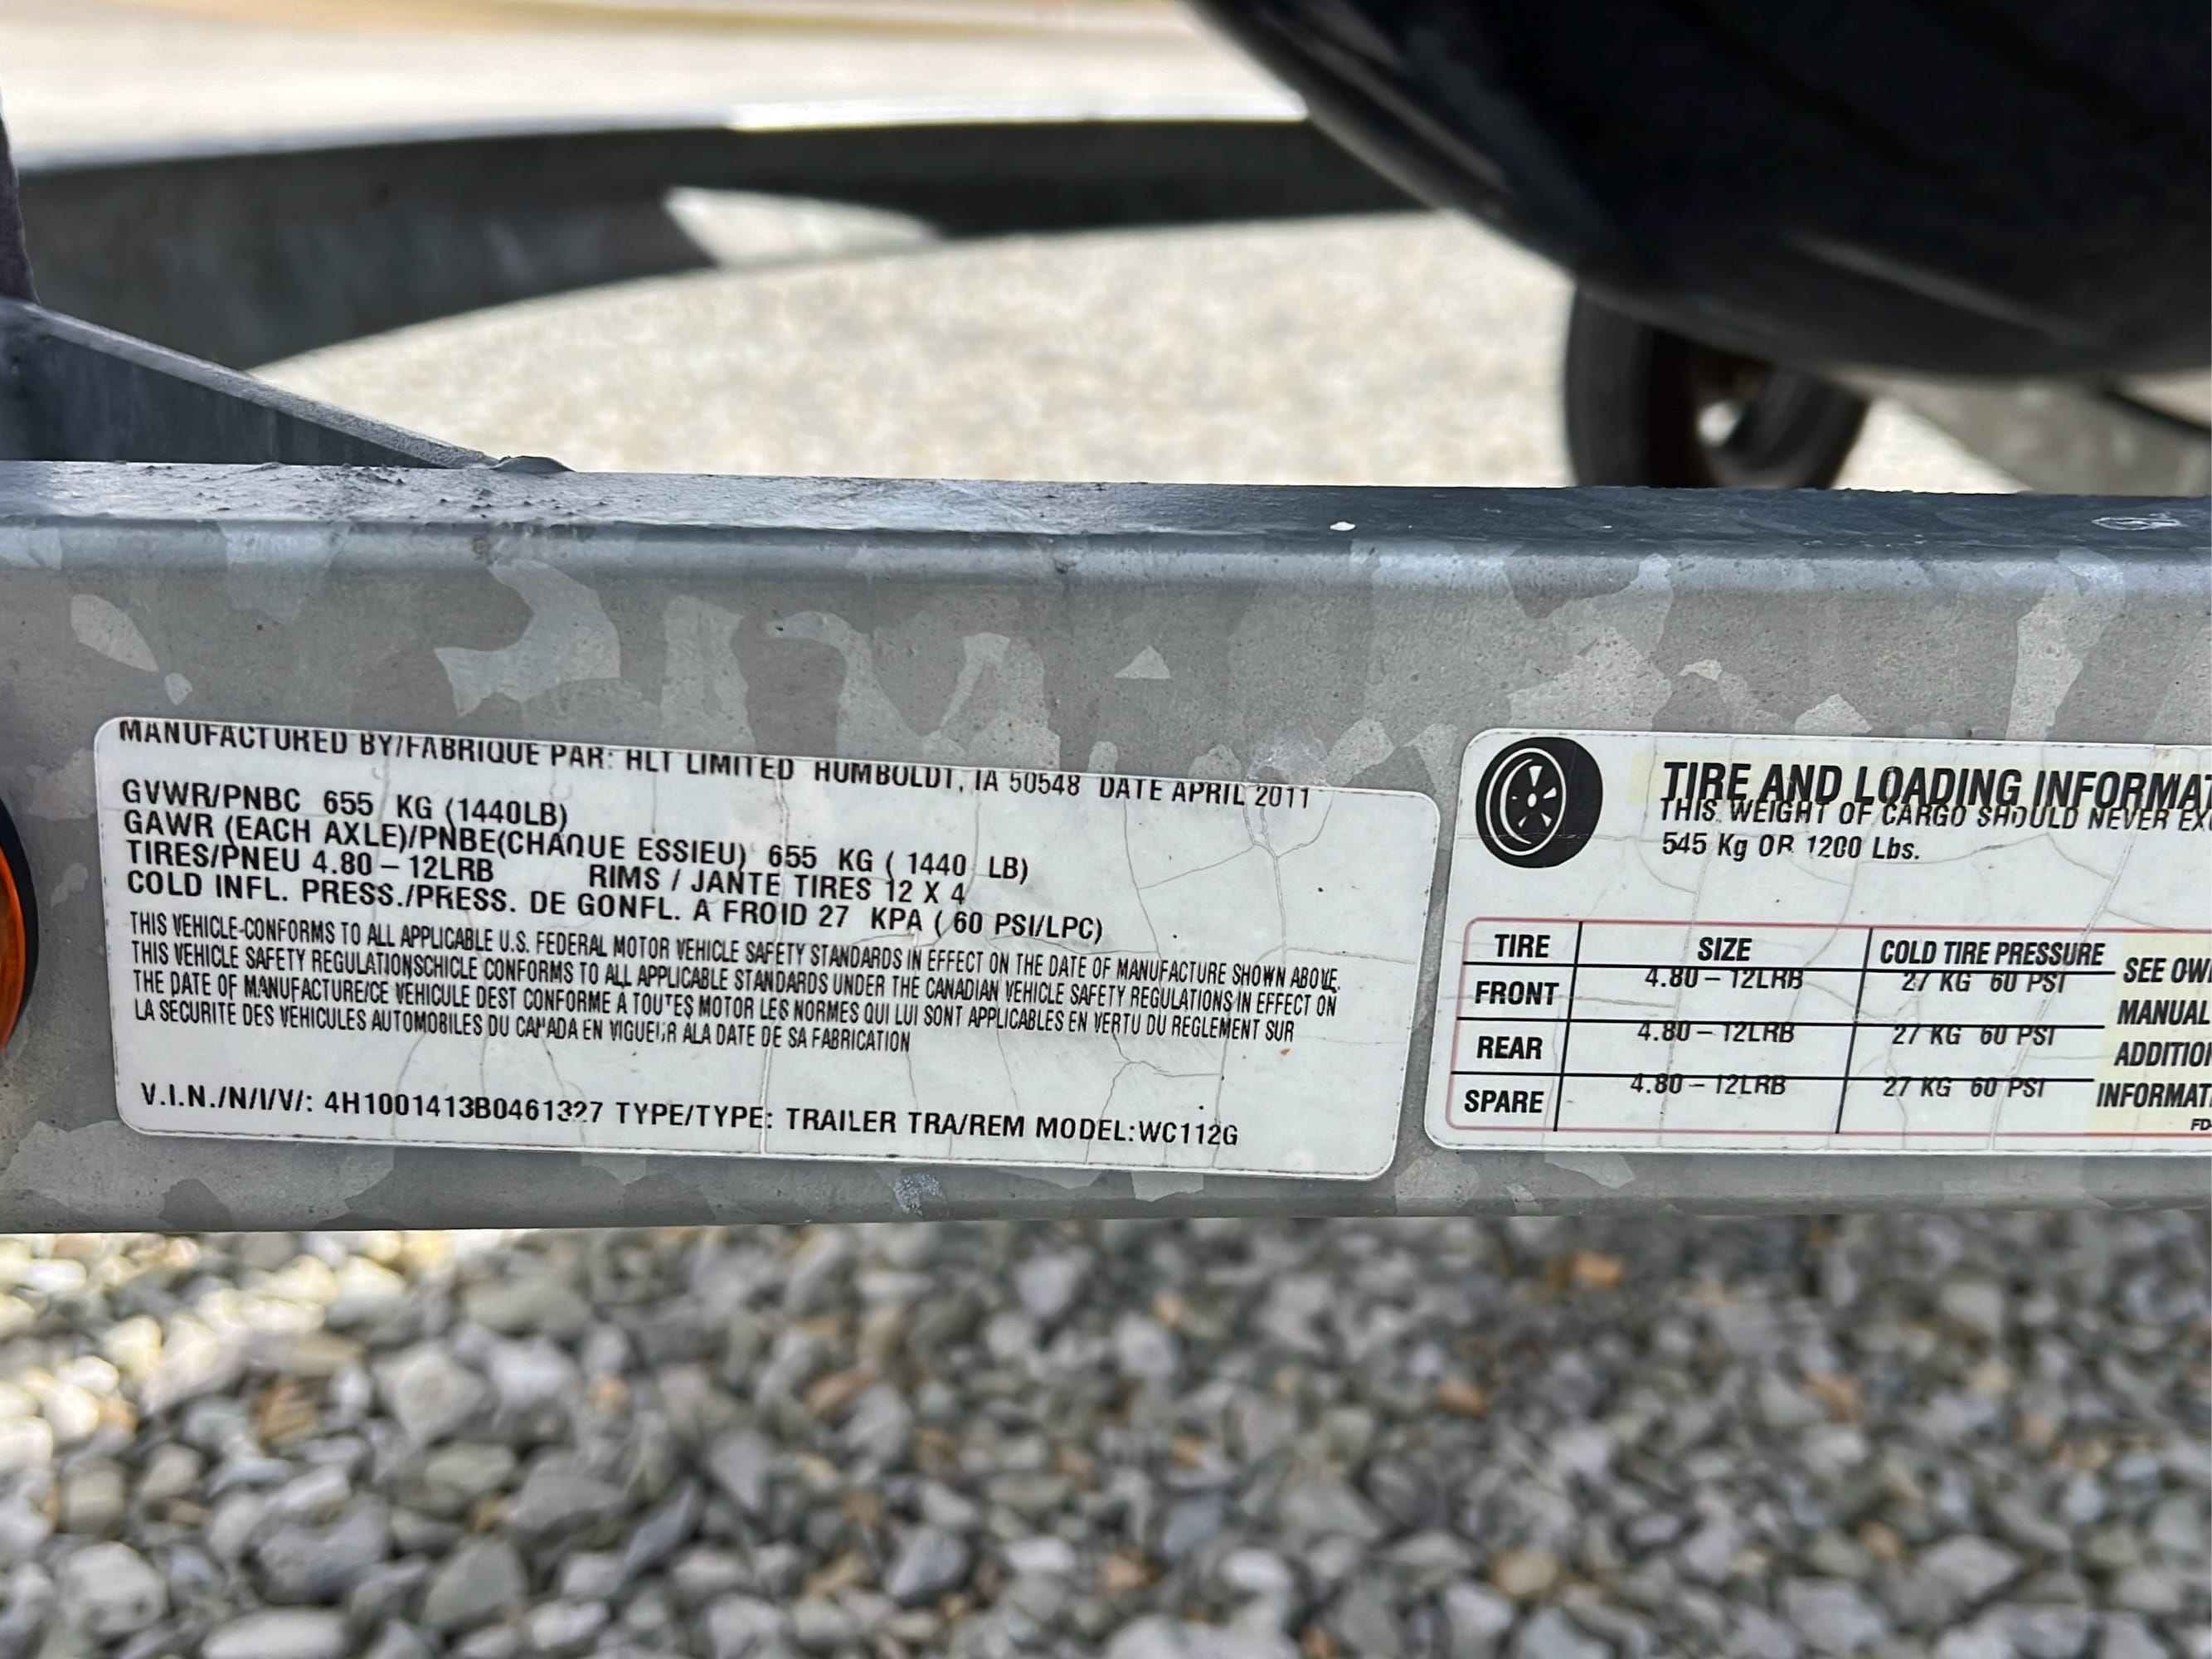 MANUFACTURED BY/FABRIQUE PAR: HLT LIMITED HUMBOLDT, IA 50548 DATE APRIL 2011
GVWR/PNBC 655 KG (1440LB)
GAWR (EACH AXLE)/PNBE(CHAQUE ESSIEU) 655 KG ( 1440 LB)
TIRES/PNEU 4.80 – 12LRB RIMS / JANTE TIRES 12 X 4
COLD INFL. PRESS./PRESS. DE GONFL. A FROID 27 KPA ( 60 PSI/LPC)
THIS VEHICLE-CONFORMS TO ALL APPLICABLE U.S. FEDERAL MOTOR VEHICLE SAFETY STANDARDS IN EFFECT ON THE DATE OF MANUFACTURE SHOWN ABOVE.
THIS VEHICLE SAFETY REGULATIONSCHICLE CONFORMS TO ALL APPLICABLE STANDARDS UNDER THE CANADIAN VEHICLE SAFETY REGULATIONS IN EFFECT ON
THE DATE OF MANUFACTURE/CE VEHICULE DEST CONFORME A TOUTES MOTOR LES NORMES QUI LUI SONT APPLICABLES EN VERTU DU REGLEMENT SUR
LA SECURITE DES VEHICULES AUTOMOBILES DU CANADA EN VIGUEUR ALA DATE DE SA FABRICATION
V.I.N./N/I/V/: 4H1001413B0461327 TYPE/TYPE: TRAILER TRA/REM MODEL:WC112G
TIRE AND LOADING INFORMAT
THIS WEIGHT OF CARGO SHOULD NEVER EX
545 Kg OR 1200 Lbs.
TIRE SIZE COLD TIRE PRESSURE
FRONT 4.80 – 12LRB 27 KG 60 PSI
REAR 4.80 – 12LRB 27 KG 60 PSI
SPARE 4.80 – 12LRB 27 KG 60 PSI
SEE OW
MANUAL
ADDITIO
INFORMAT
FD-